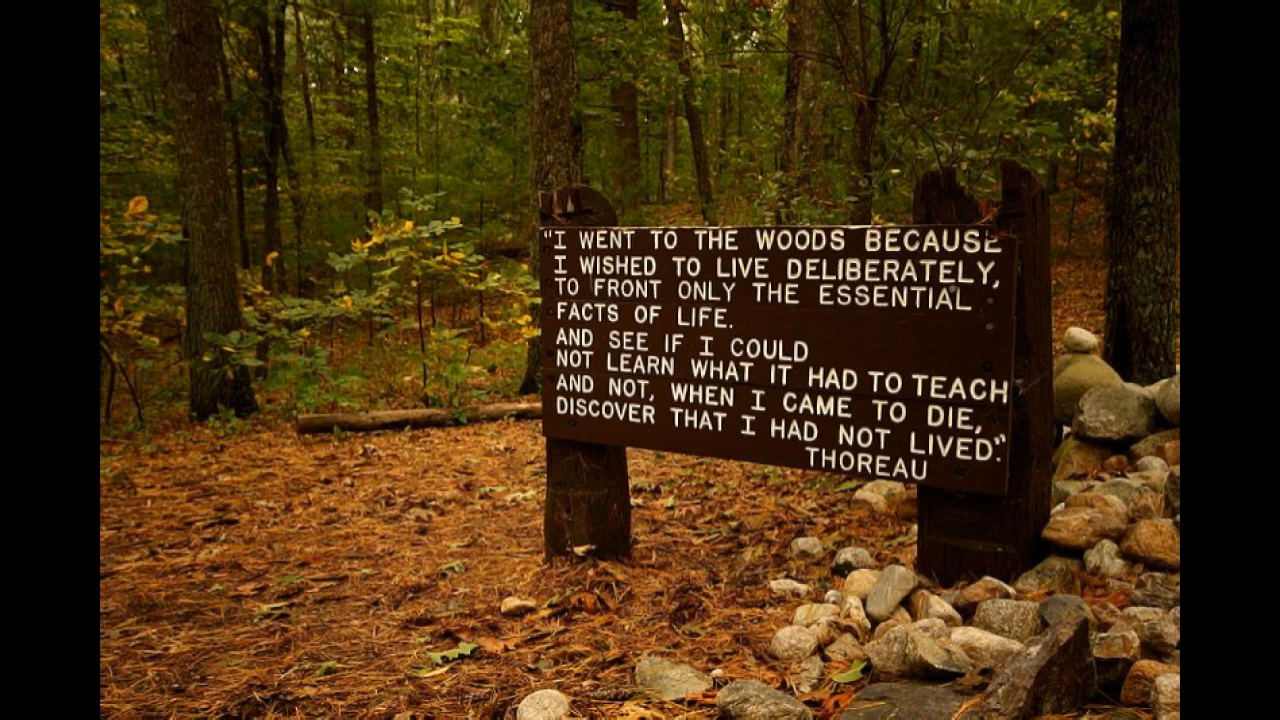 "I WENT TO THE WOODS BECAUSE
I WISHED TO LIVE DELIBERATELY,
TO FRONT ONLY THE ESSENTIAL
FACTS OF LIFE.
AND SEE IF I COULD
NOT LEARN WHAT IT HAD TO TEACH
AND NOT, WHEN I CAME TO DIE,
DISCOVER THAT I HAD NOT LIVED."
THOREAU